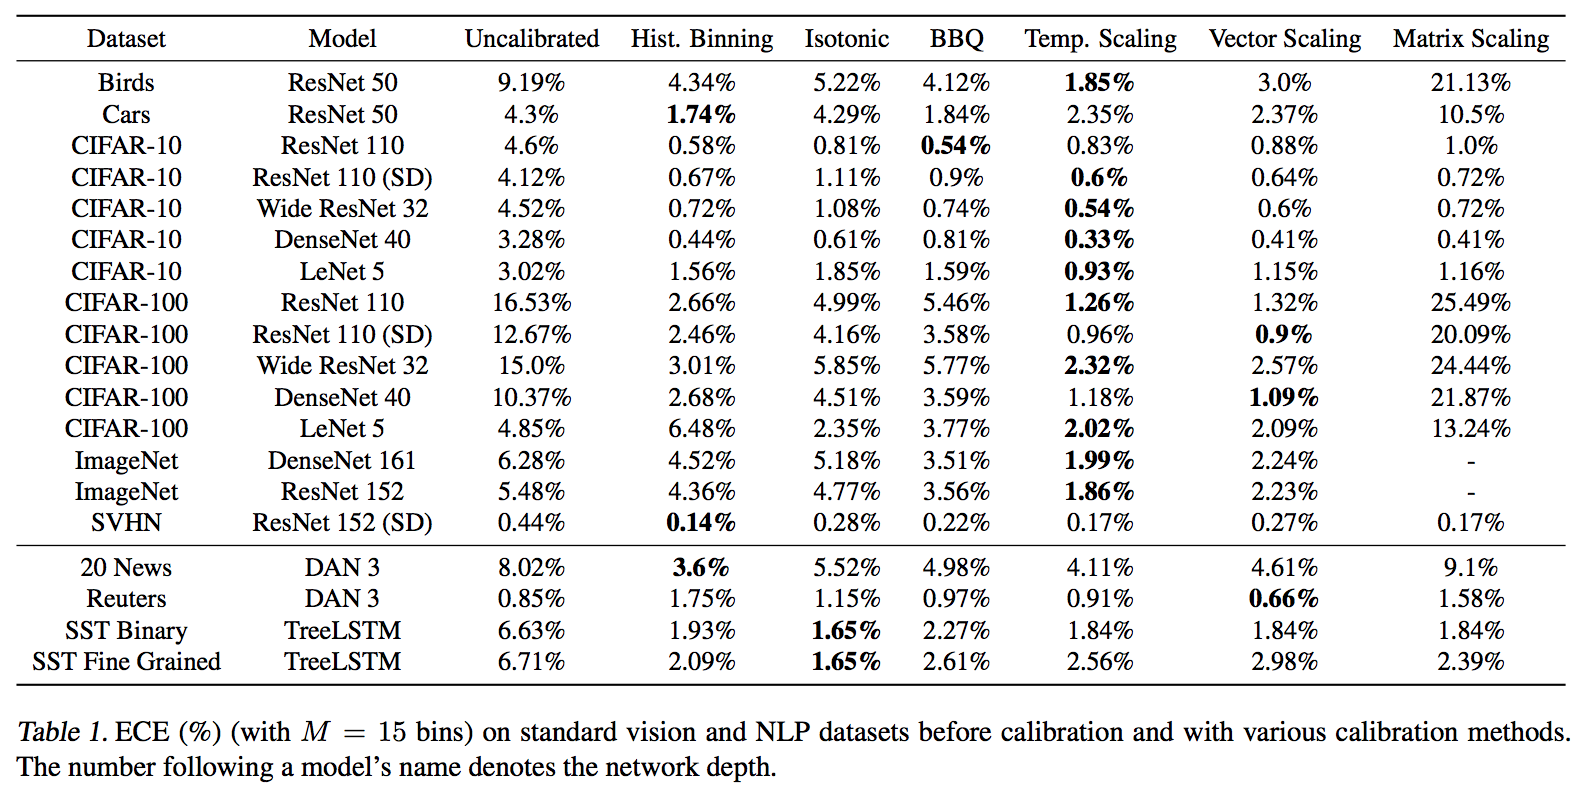 Dataset Model Uncalibrated Hist. Binning Isotonic BBQ Temp. Scaling Vector Scaling Matrix Scaling
Birds ResNet 50 9.19% 4.34% 5.22% 4.12% 1.85% 3.0% 21.13%
Cars ResNet 50 4.3% 1.74% 4.29% 1.84% 2.35% 2.37% 10.5%
CIFAR-10 ResNet 110 4.6% 0.58% 0.81% 0.54% 0.83% 0.88% 1.0%
CIFAR-10 ResNet 110 (SD) 4.12% 0.67% 1.11% 0.9% 0.6% 0.64% 0.72%
CIFAR-10 Wide ResNet 32 4.52% 0.72% 1.08% 0.74% 0.54% 0.6% 0.72%
CIFAR-10 DenseNet 40 3.28% 0.44% 0.61% 0.81% 0.33% 0.41% 0.41%
CIFAR-10 LeNet 5 3.02% 1.56% 1.85% 1.59% 0.93% 1.15% 1.16%
CIFAR-100 ResNet 110 16.53% 2.66% 4.99% 5.46% 1.26% 1.32% 25.49%
CIFAR-100 ResNet 110 (SD) 12.67% 2.46% 4.16% 3.58% 0.96% 0.9% 20.09%
CIFAR-100 Wide ResNet 32 15.0% 3.01% 5.85% 5.77% 2.32% 2.57% 24.44%
CIFAR-100 DenseNet 40 10.37% 2.68% 4.51% 3.59% 1.18% 1.09% 21.87%
CIFAR-100 LeNet 5 4.85% 6.48% 2.35% 3.77% 2.02% 2.09% 13.24%
ImageNet DenseNet 161 6.28% 4.52% 5.18% 3.51% 1.99% 2.24% -
ImageNet ResNet 152 5.48% 4.36% 4.77% 3.56% 1.86% 2.23% -
SVHN ResNet 152 (SD) 0.44% 0.14% 0.28% 0.22% 0.17% 0.27% 0.17%
20 News DAN 3 8.02% 3.6% 5.52% 4.98% 4.11% 4.61% 9.1%
Reuters DAN 3 0.85% 1.75% 1.15% 0.97% 0.91% 0.66% 1.58%
SST Binary TreeLSTM 6.63% 1.93% 1.65% 2.27% 1.84% 1.84% 1.84%
SST Fine Grained TreeLSTM 6.71% 2.09% 1.65% 2.61% 2.56% 2.98% 2.39%
Table 1. ECE (%) (with M = 15 bins) on standard vision and NLP datasets before calibration and with various calibration methods.
The number following a model's name denotes the network depth.